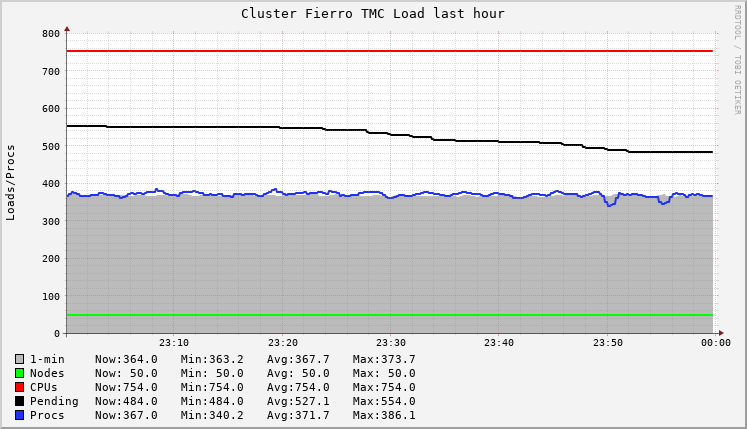 Cluster Fierro TMC Load last hour
RRDTOOL / TOBI OETIKER
Loads/Procs
800
700
600
500
400
300
200
100
0
23:10 23:20 23:30 23:40 23:50 00:00
1-min Now:364.0 Min:363.2 Avg:367.7 Max:373.7
Nodes Now: 50.0 Min: 50.0 Avg: 50.0 Max: 50.0
CPUs Now:754.0 Min:754.0 Avg:754.0 Max:754.0
Pending Now:484.0 Min:484.0 Avg:527.1 Max:554.0
Procs Now:367.0 Min:340.2 Avg:371.7 Max:386.1